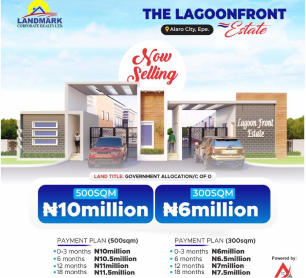 LANDMARK
CORPORATE REALTY LTD
THE LAGOONFRONT
Estate
Alaro City, Epe.
Now
Selling
Lagoon Front
Estate
LAND TITLE: GOVERNMENT ALLOCATION/C OF O
500SQM
₦10million
300SQM
₦6million
PAYMENT PLAN (500sqm)
0-3 months ₦10million
6 months ₦10.5million
12 months ₦11million
18 months ₦11.5million
PAYMENT PLAN (300sqm)
0-3 months ₦6million
6 months ₦6.5million
12 months ₦7million
18 months ₦7.5million
Powered by: